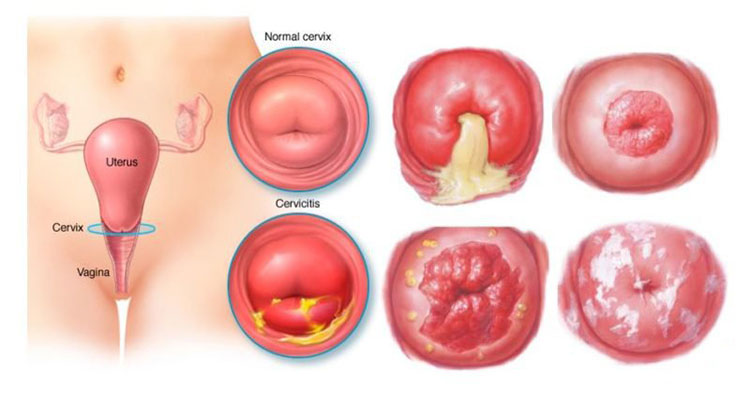 Normal cervix
Uterus
Cervicitis
Cervix
Vagina